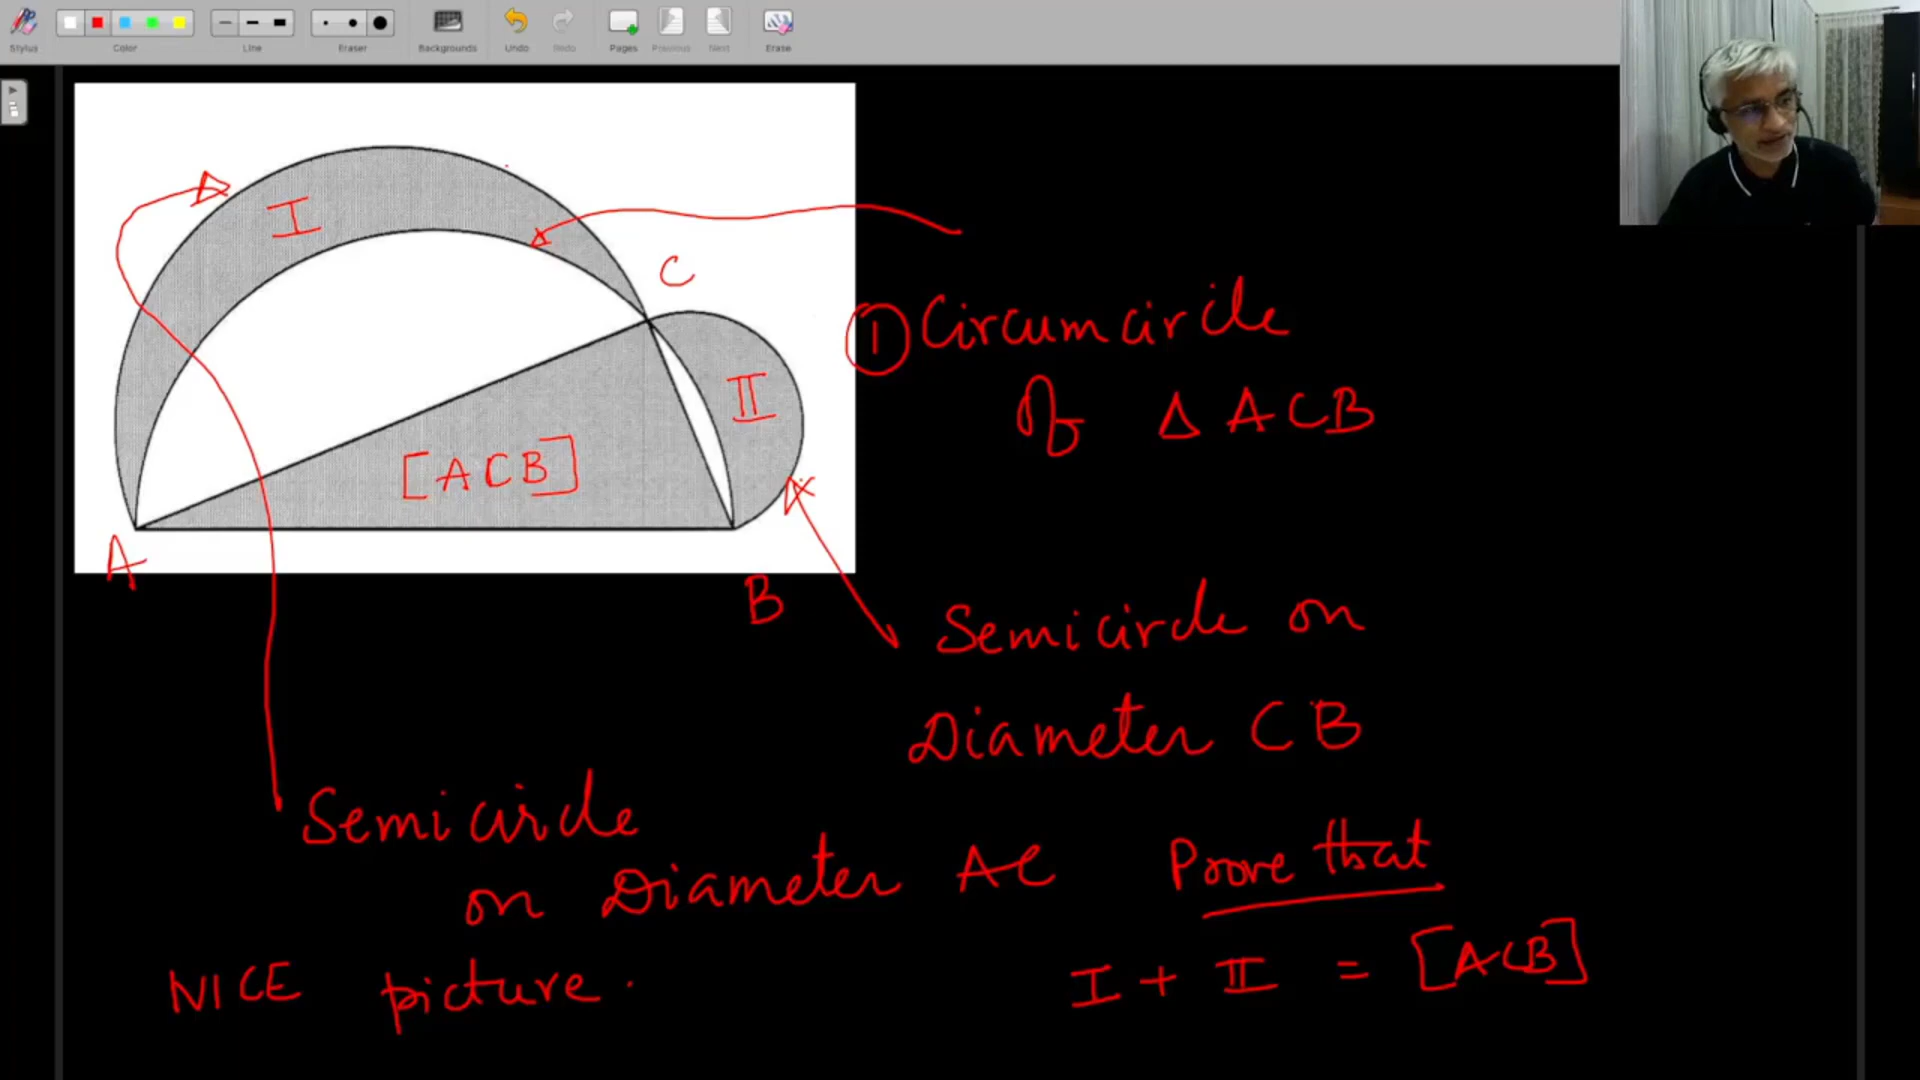 Stylus Color Line Eraser Backgrounds Undo Redo Pages Previous Next Erase
I
C
① Circumcircle
of Δ ACB
II
[ACB]
A
B
Semicircle on
Diameter CB
Semicircle
on Diameter AC
Prove that
NICE picture.
I + II = [ACB]